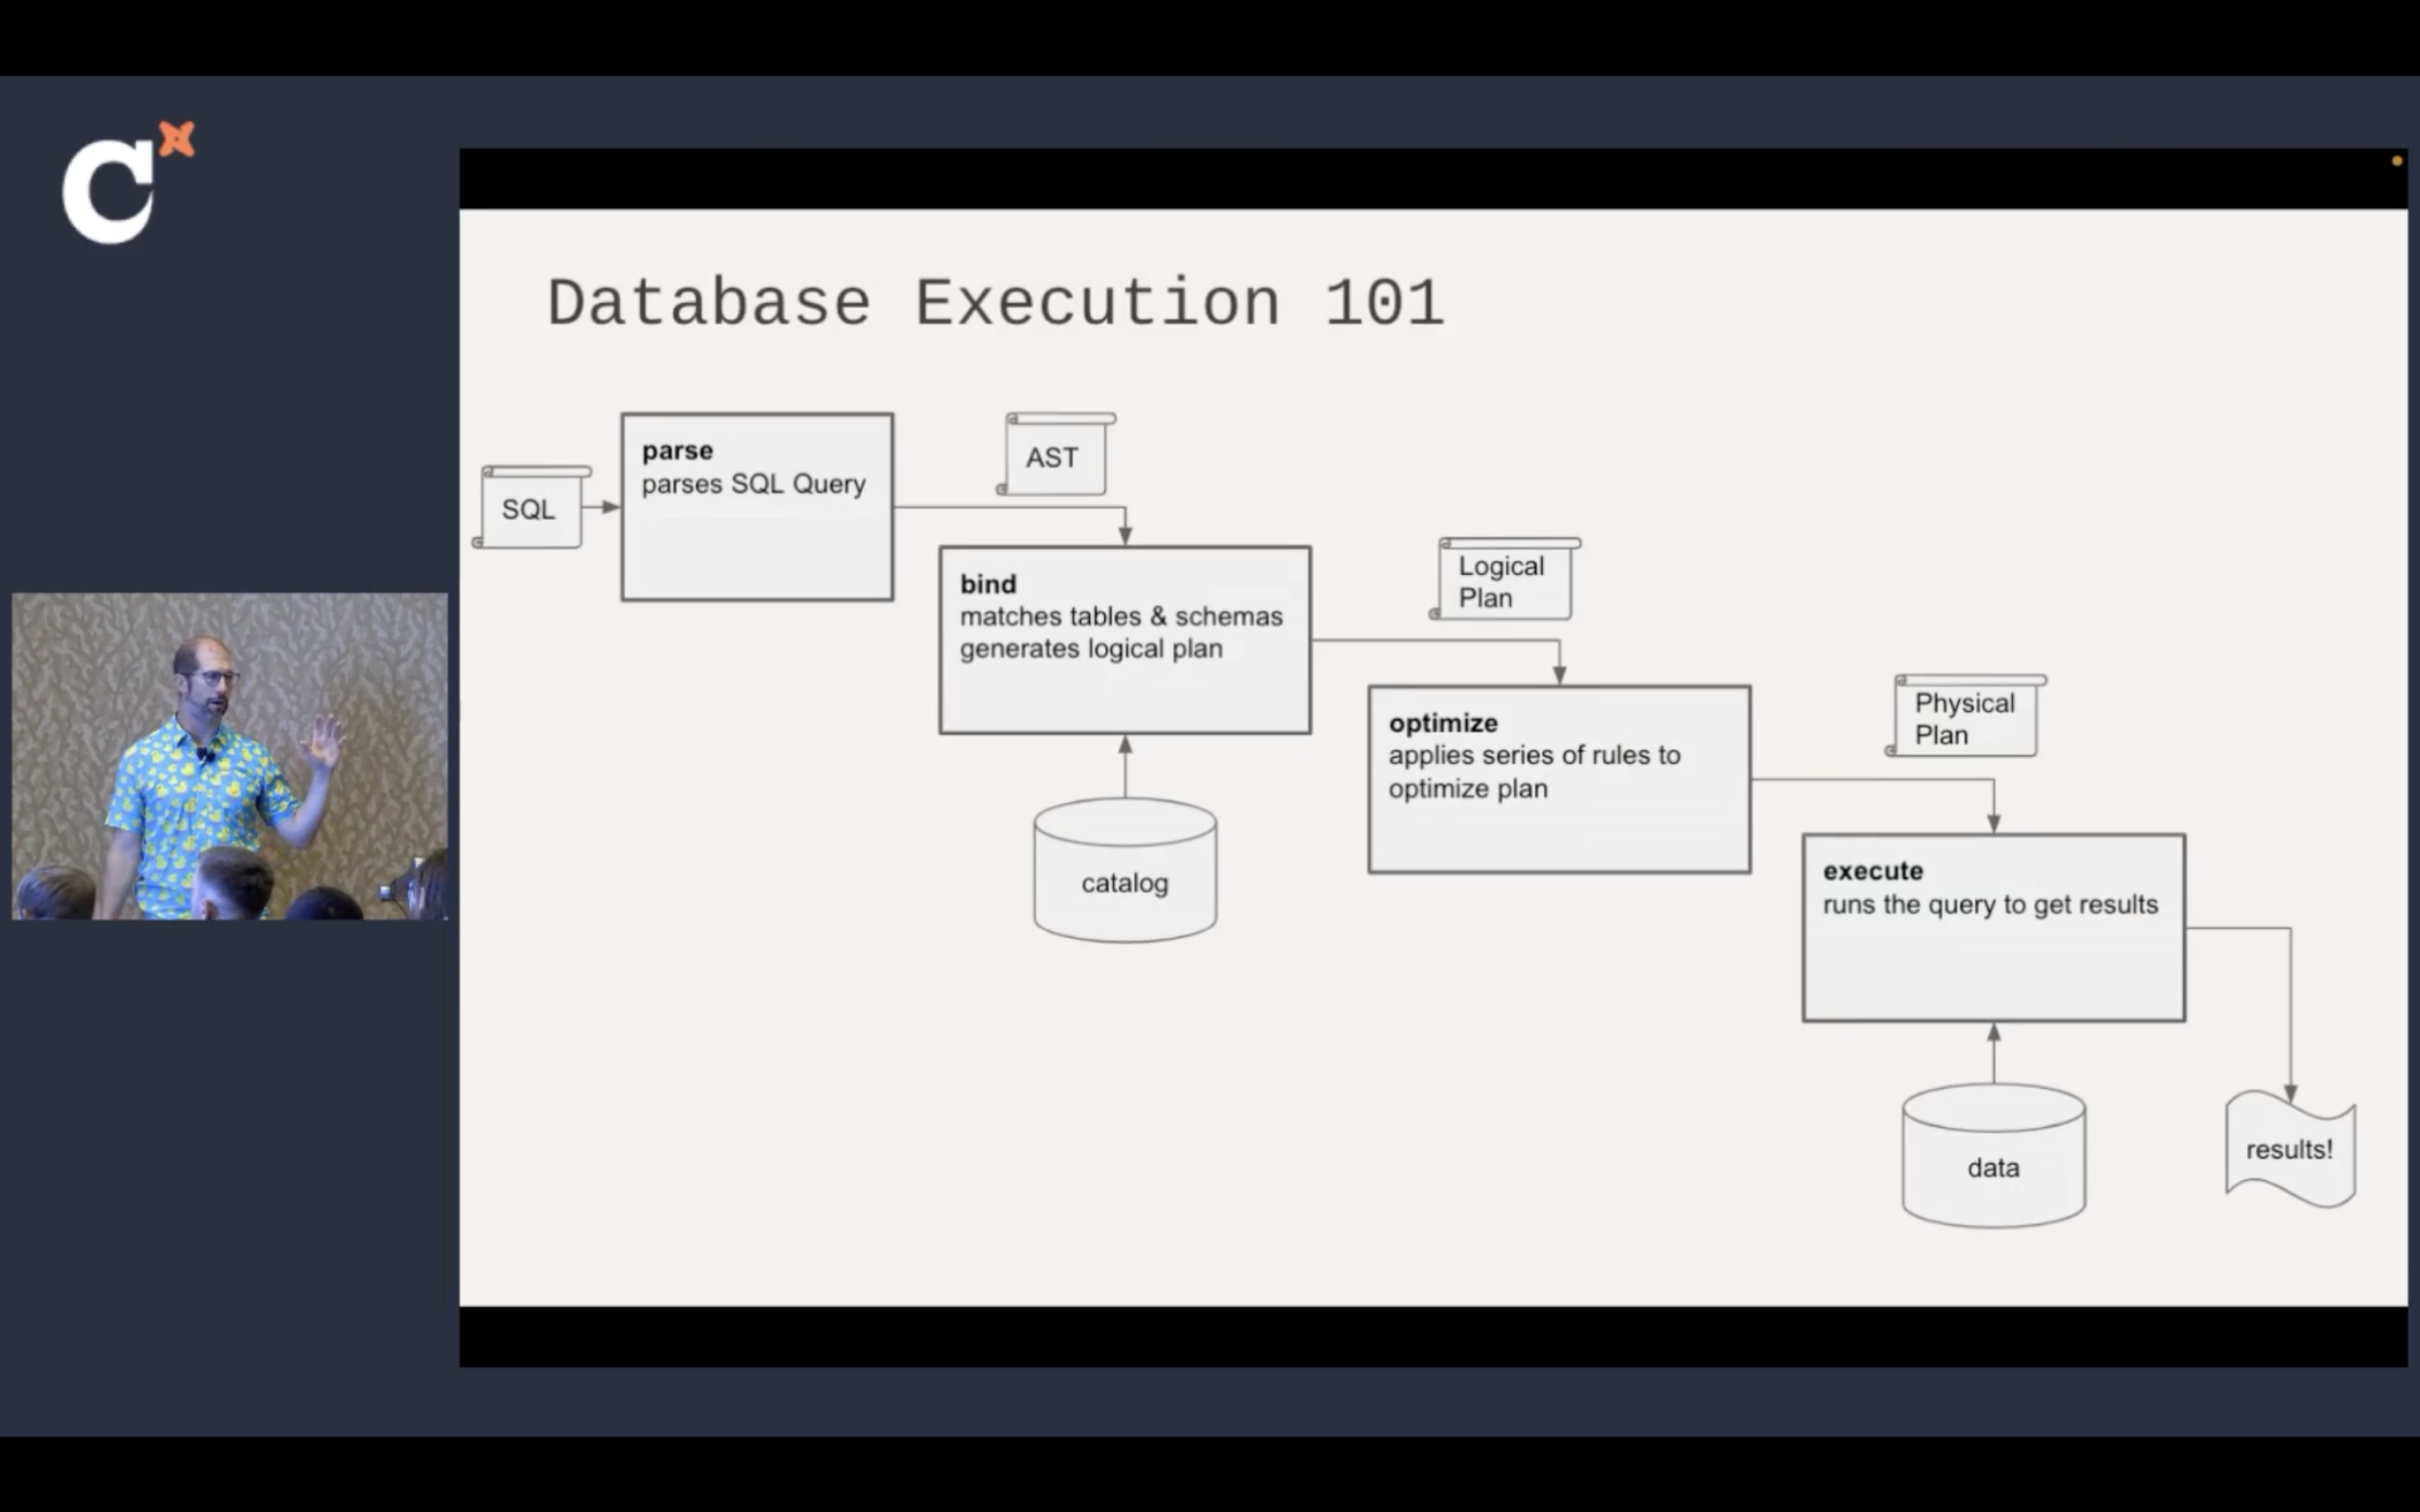 C
Database Execution 101
SQL
parse
parses SQL Query
AST
bind
matches tables & schemas
generates logical plan
catalog
Logical
Plan
optimize
applies series of rules to
optimize plan
Physical
Plan
execute
runs the query to get results
data
results!